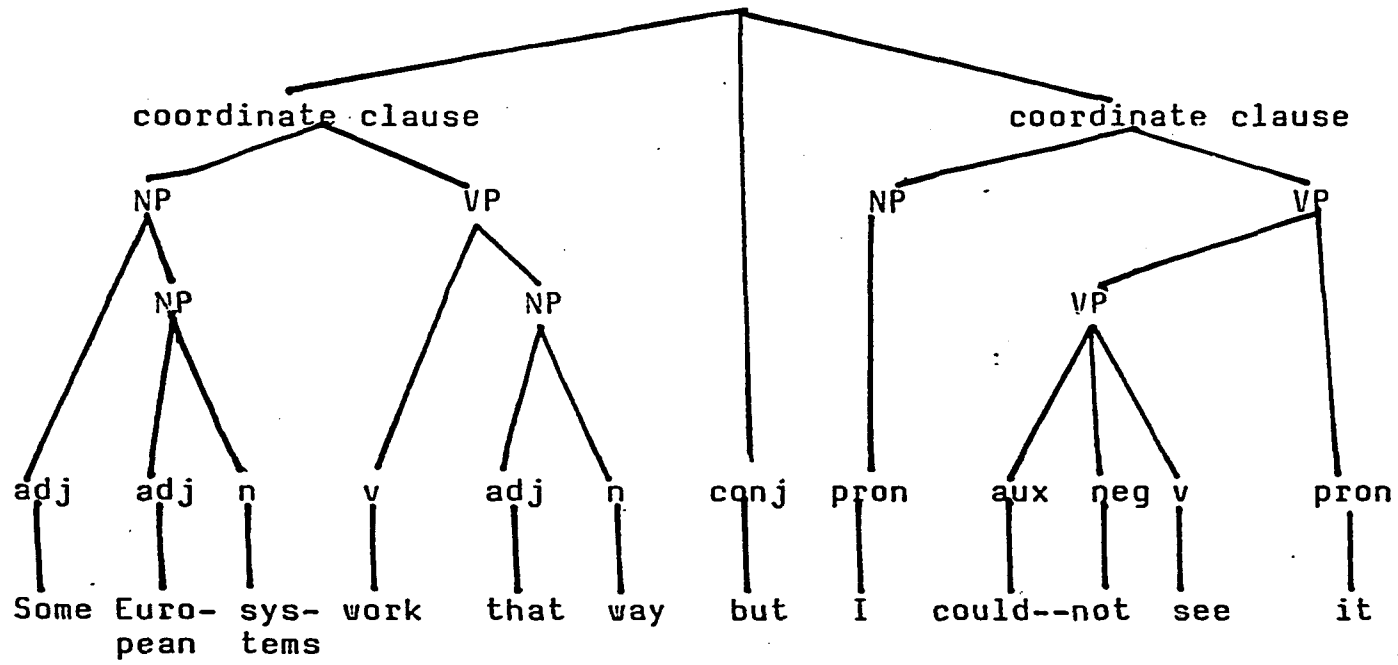 coordinate clause coordinate clause
NP VP NP VP
NP NP VP
adj adj n v adj n conj pron aux neg v pron
Some Euro- sys- work that way but I could--not see it
pean tems